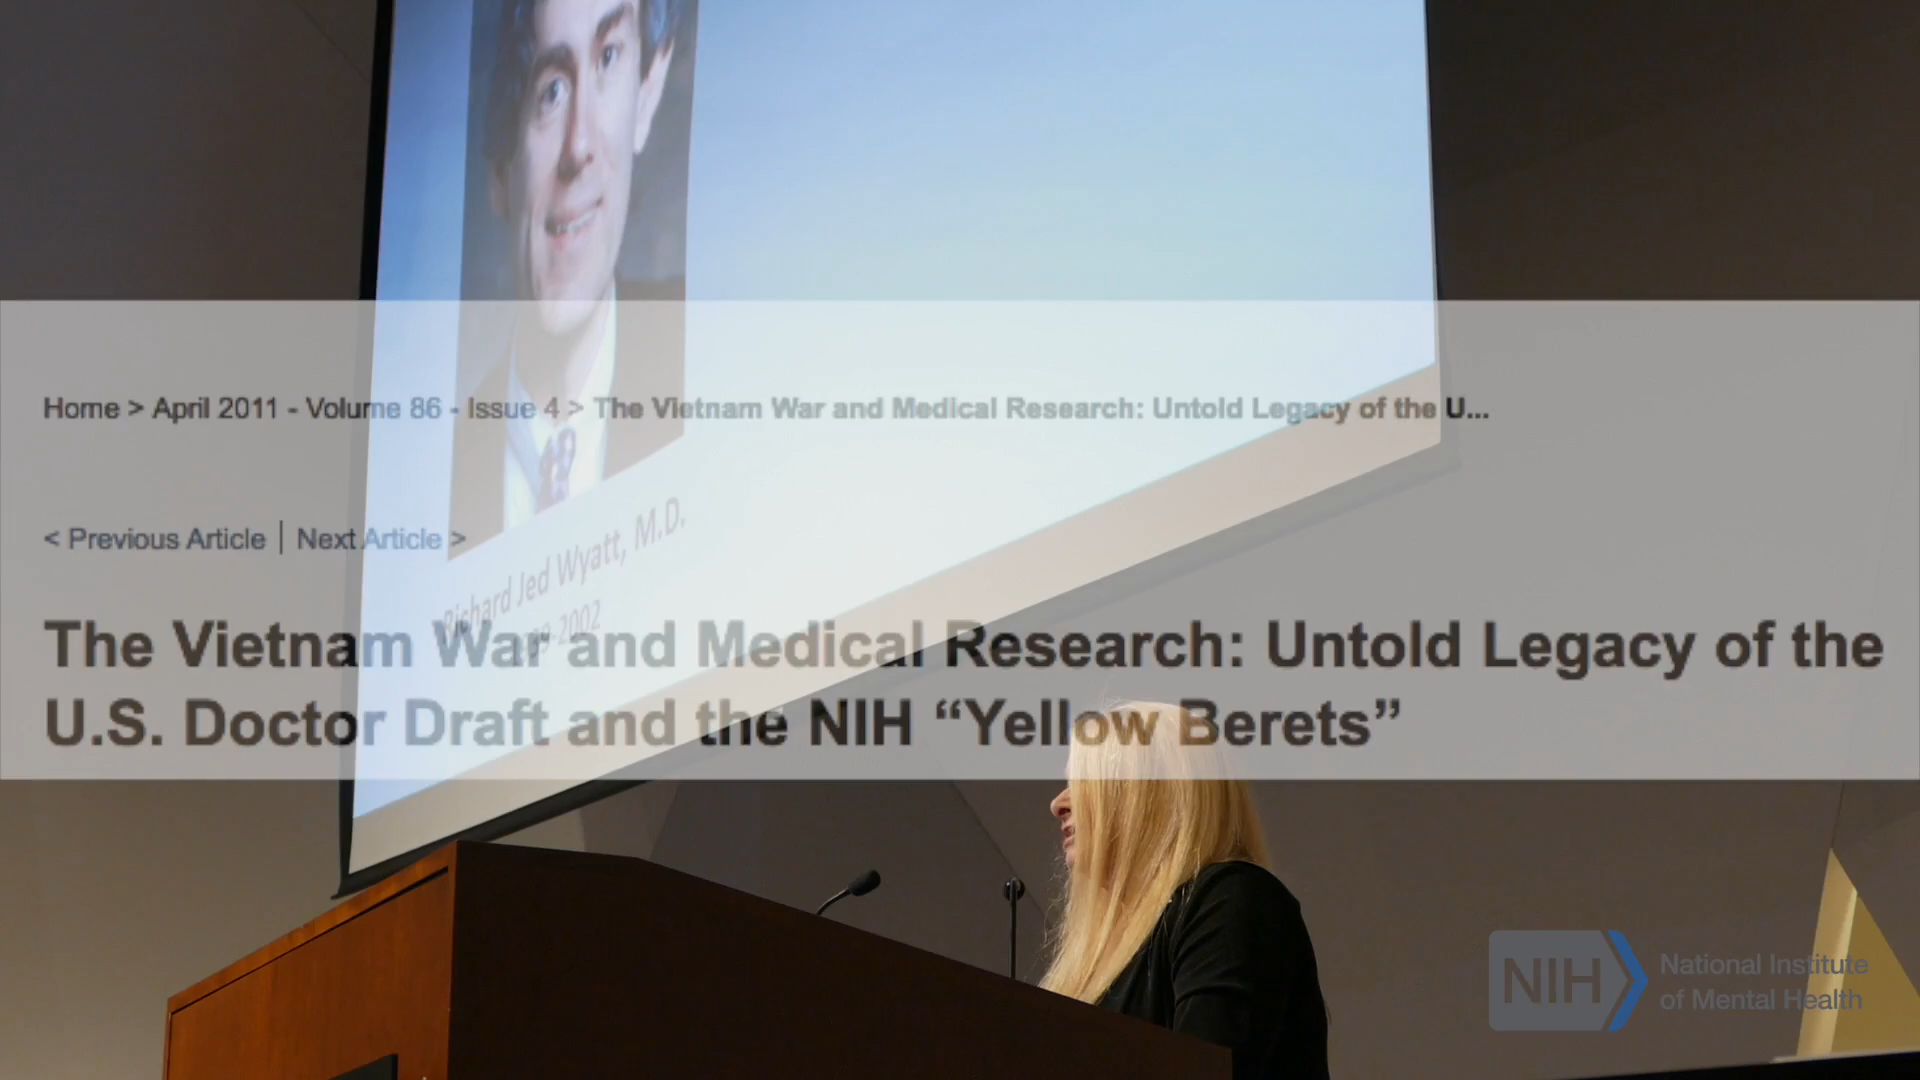 Home > April 2011 - Volume 86 - Issue 4 > The Vietnam War and Medical Research: Untold Legacy of the U...
< Previous Article | Next Article >
Richard Jed Wyatt, M.D.
1939-2002
The Vietnam War and Medical Research: Untold Legacy of the
U.S. Doctor Draft and the NIH “Yellow Berets”
NIH National Institute
of Mental Health